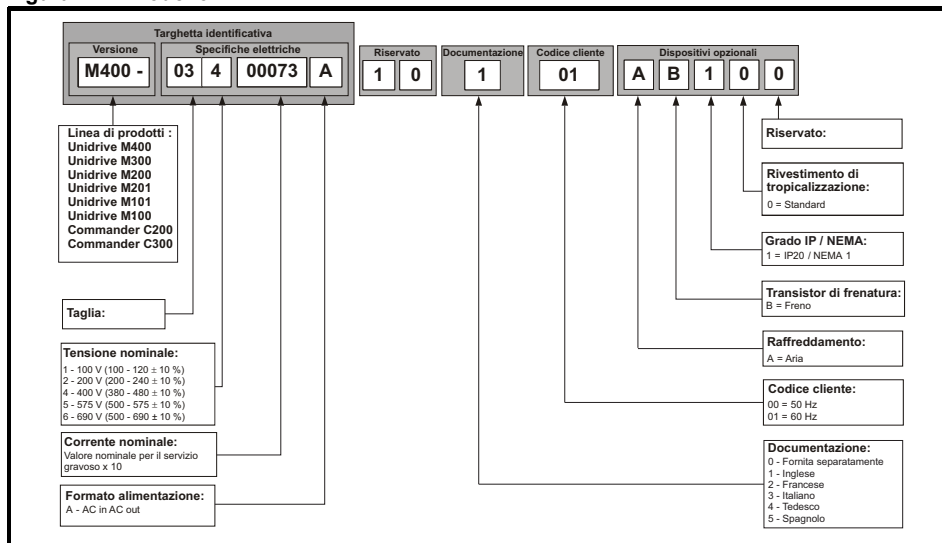 Targhetta identificativa
Versione
Specifiche elettriche
Riservato
Documentazione
Codice cliente
Dispositivi opzionali
M400 -
03
4
00073
A
1
0
1
01
A
B
1
0
0
Linea di prodotti :
Unidrive M400
Unidrive M300
Unidrive M200
Unidrive M201
Unidrive M101
Unidrive M100
Commander C200
Commander C300
Taglia:
Tensione nominale:
1 - 100 V (100 - 120 ± 10 %)
2 - 200 V (200 - 240 ± 10 %)
4 - 400 V (380 - 480 ± 10 %)
5 - 575 V (500 - 575 ± 10 %)
6 - 690 V (500 - 690 ± 10 %)
Corrente nominale:
Valore nominale per il servizio
gravoso x 10
Formato alimentazione:
A - AC in AC out
Riservato:
Rivestimento di
tropicalizzazione:
0 = Standard
Grado IP / NEMA:
1 = IP20 / NEMA 1
Transistor di frenatura:
B = Freno
Raffreddamento:
A = Aria
Codice cliente:
00 = 50 Hz
01 = 60 Hz
Documentazione:
0 - Fornita separatamente
1 - Inglese
2 - Francese
3 - Italiano
4 - Tedesco
5 - Spagnolo